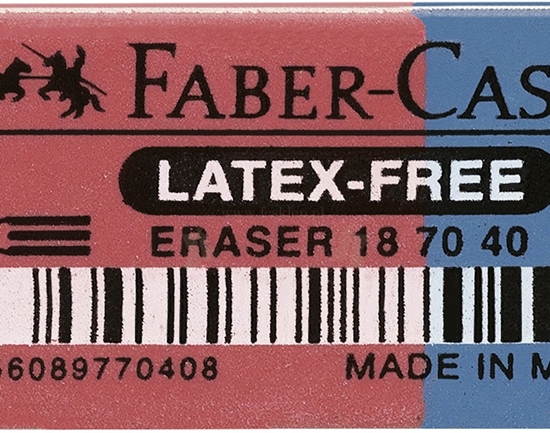 FABER-CAS
LATEX-FREE
ERASER 18 70 40
6089770408
MADE IN M